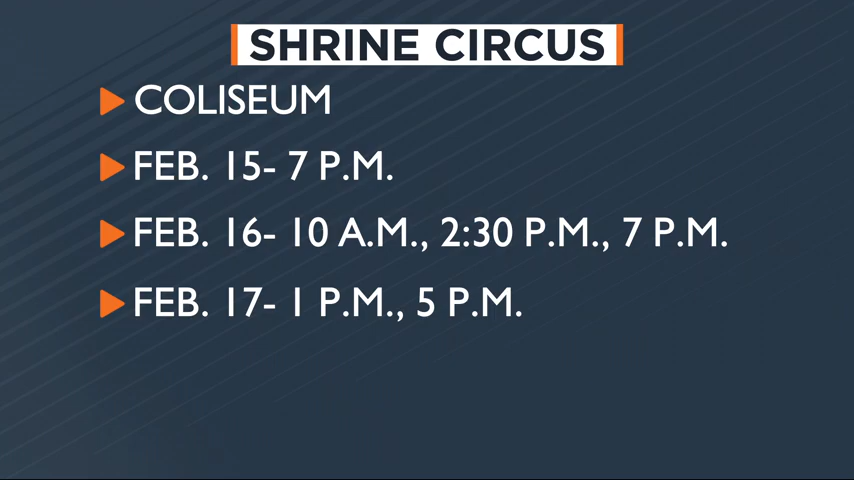 SHRINE CIRCUS
COLISEUM
FEB. 15- 7 P.M.
FEB. 16- 10 A.M., 2:30 P.M., 7 P.M.
FEB. 17- 1 P.M., 5 P.M.